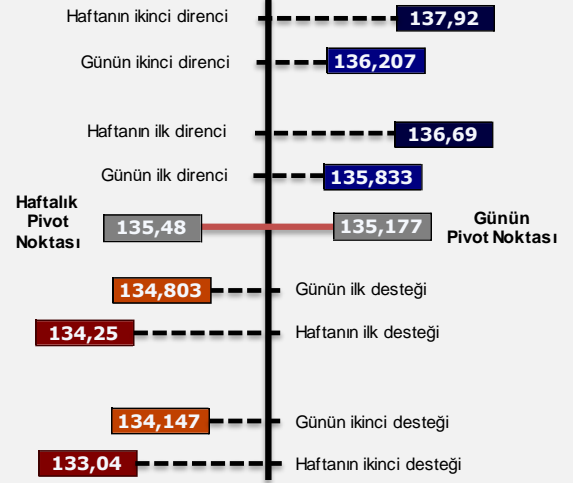 Haftanın ikinci direnci 137,92
Günün ikinci direnci 136,207
Haftanın ilk direnci 136,69
Günün ilk direnci 135,833
Haftalık
Pivot
Noktası
135,48 135,177
Günün
Pivot Noktası
134,803 Günün ilk desteği
134,25 Haftanın ilk desteği
134,147 Günün ikinci desteği
133,04 Haftanın ikinci desteği